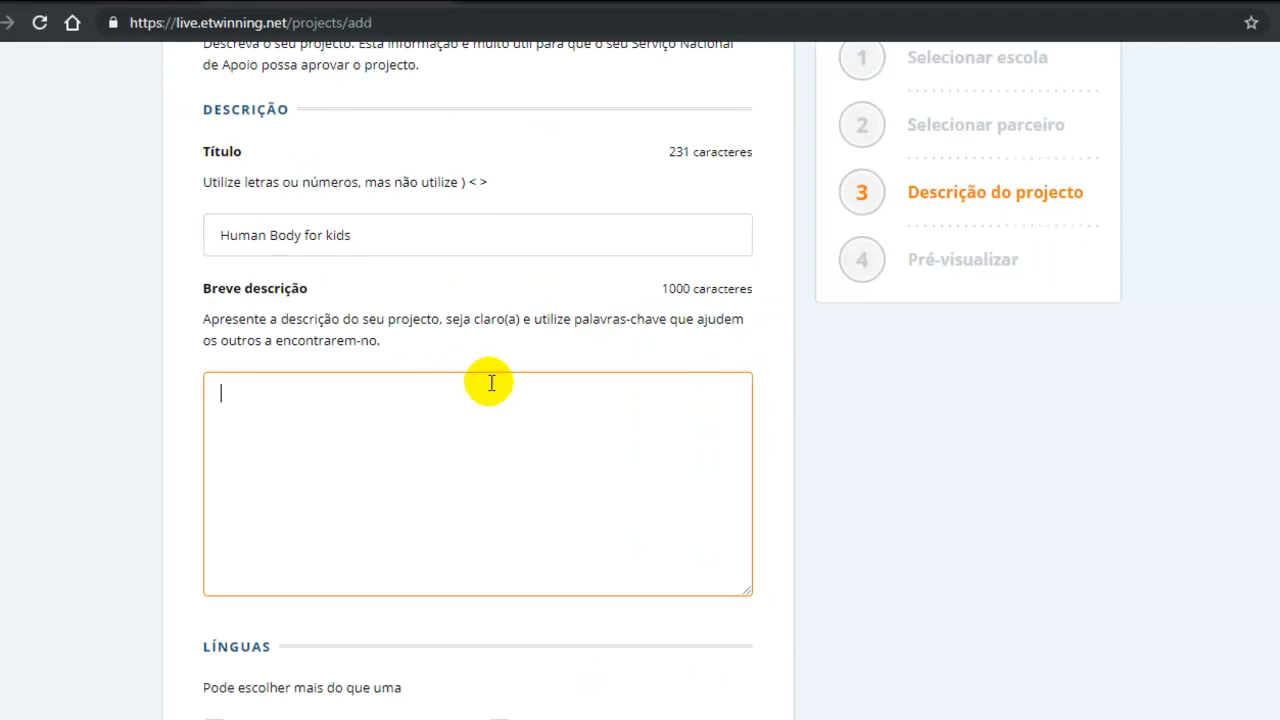 https://live.etwinning.net/projects/add
Descreva o seu projecto. Esta informação é muito útil para que o seu Serviço Nacional
de Apoio possa aprovar o projecto.
DESCRIÇÃO
Título
231 caracteres
Utilize letras ou números, mas não utilize ) < >
Human Body for kids
Breve descrição
1000 caracteres
Apresente a descrição do seu projecto, seja claro(a) e utilize palavras-chave que ajudem
os outros a encontrarem-no.
LÍNGUAS
Pode escolher mais do que uma
1 Selecionar escola
2 Selecionar parceiro
3 Descrição do projecto
4 Pré-visualizar